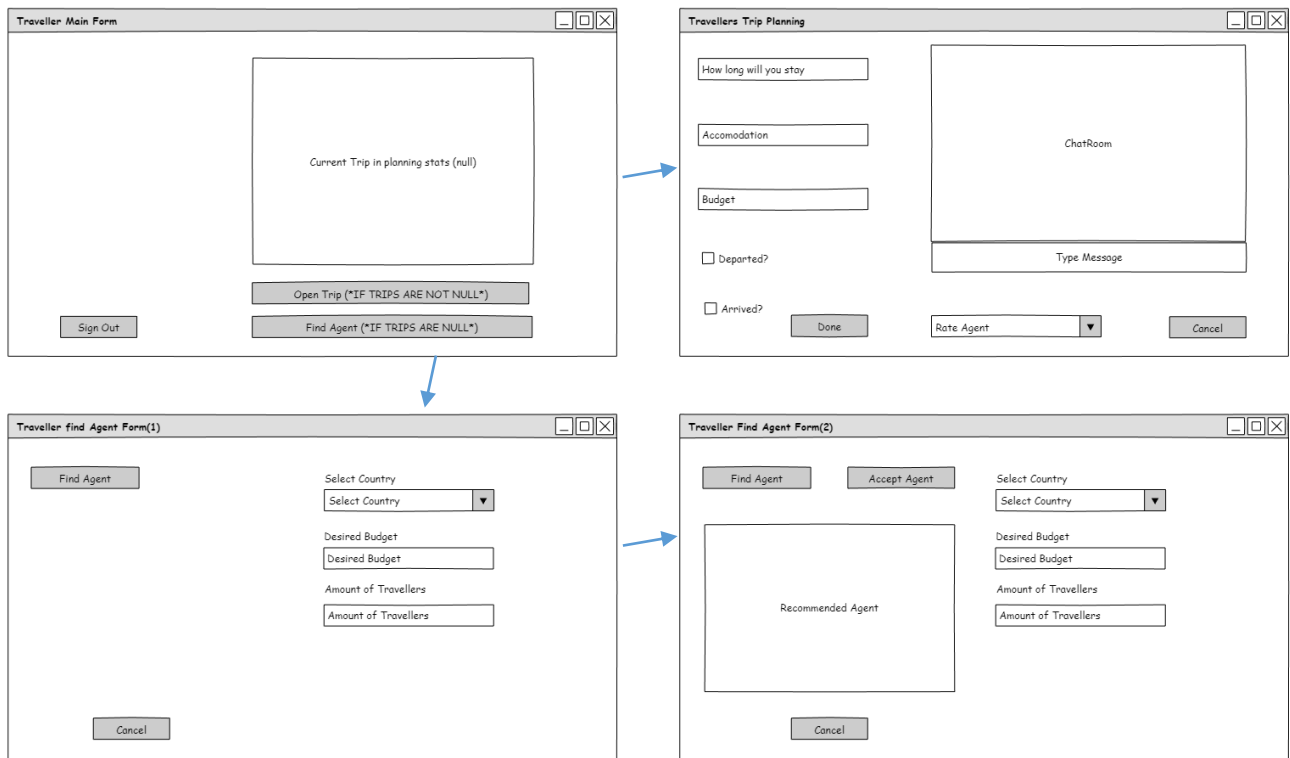 Traveller Main Form
Current Trip in planning stats (null)
Open Trip (*IF TRIPS ARE NOT NULL*)
Sign Out
Find Agent (*IF TRIPS ARE NULL*)
Travellers Trip Planning
How long will you stay
Accomodation
Budget
Departed?
Arrived?
Done
ChatRoom
Type Message
Rate Agent
Cancel
Traveller find Agent Form(1)
Find Agent
Select Country
Select Country
Desired Budget
Desired Budget
Amount of Travellers
Amount of Travellers
Cancel
Traveller Find Agent Form(2)
Find Agent
Accept Agent
Recommended Agent
Select Country
Select Country
Desired Budget
Desired Budget
Amount of Travellers
Amount of Travellers
Cancel